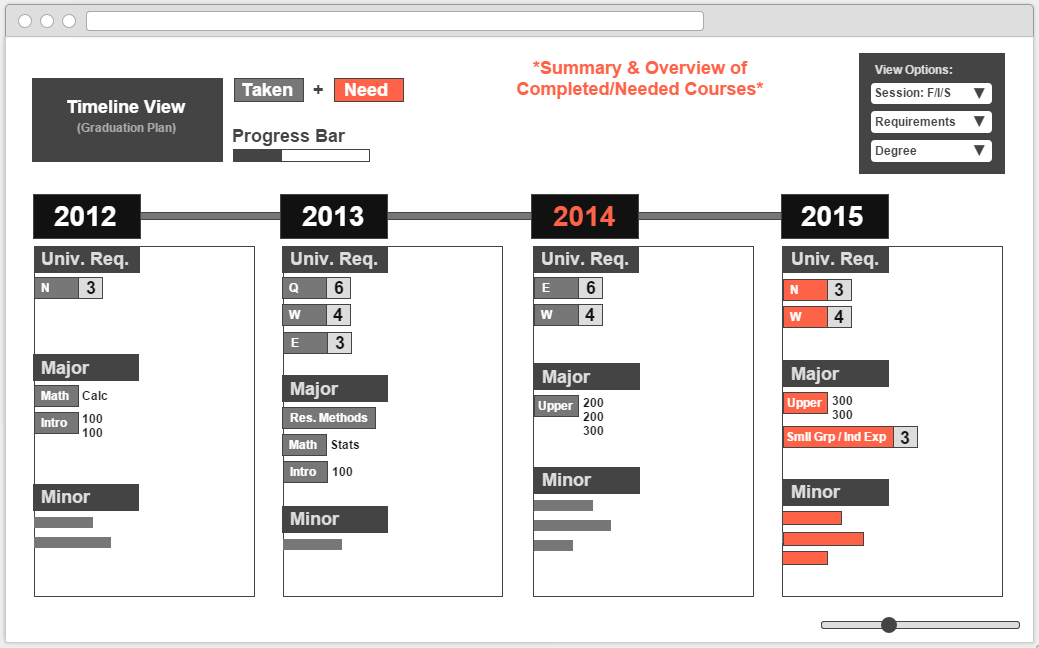 Timeline View
(Graduation Plan)
Taken + Need
Progress Bar
*Summary & Overview of
Completed/Needed Courses*
View Options:
Session: F/I/S
Requirements
Degree
2012
Univ. Req.
N 3
Major
Math Calc
Intro 100
100
Minor
2013
Univ. Req.
Q 6
W 4
E 3
Major
Res. Methods
Math Stats
Intro 100
Minor
2014
Univ. Req.
E 6
W 4
Major
Upper 200
200
300
Minor
2015
Univ. Req.
N 3
W 4
Major
Upper 300
300
Smll Grp / Ind Exp 3
Minor